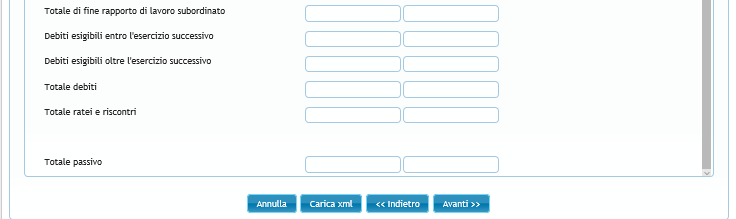 Totale di fine rapporto di lavoro subordinato
Debiti esigibili entro l'esercizio successivo
Debiti esigibili oltre l'esercizio successivo
Totale debiti
Totale ratei e riscontri
Totale passivo
Annulla Carica xml << Indietro Avanti >>